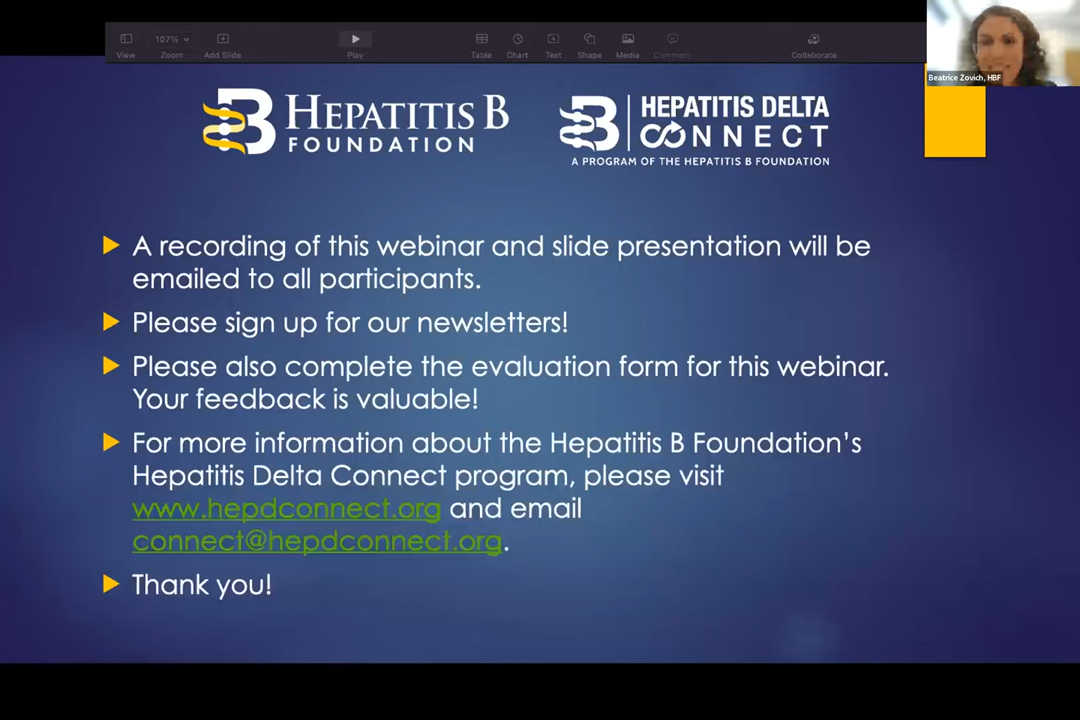 107%
View
Zoom
Add Slide
Play
Table
Chart
Text
Shape
Media
Comment
Collaborate
Beatrice Zovich, HBF
B HEPATITIS B
FOUNDATION
B HEPATITIS DELTA
CONNECT
A PROGRAM OF THE HEPATITIS B FOUNDATION
A recording of this webinar and slide presentation will be
emailed to all participants.
Please sign up for our newsletters!
Please also complete the evaluation form for this webinar.
Your feedback is valuable!
For more information about the Hepatitis B Foundation’s
Hepatitis Delta Connect program, please visit
www.hepdconnect.org and email
connect@hepdconnect.org.
Thank you!